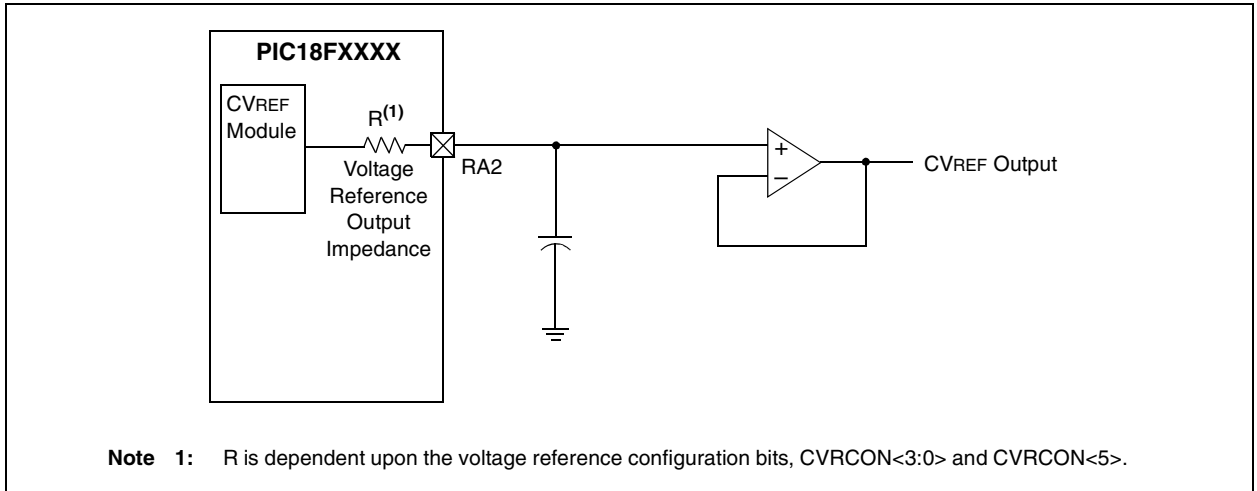 PIC18FXXXX
CVREF
Module
R(1)
Voltage
Reference
Output
Impedance
RA2
+
–
CVREF Output
Note 1: R is dependent upon the voltage reference configuration bits, CVRCON<3:0> and CVRCON<5>.